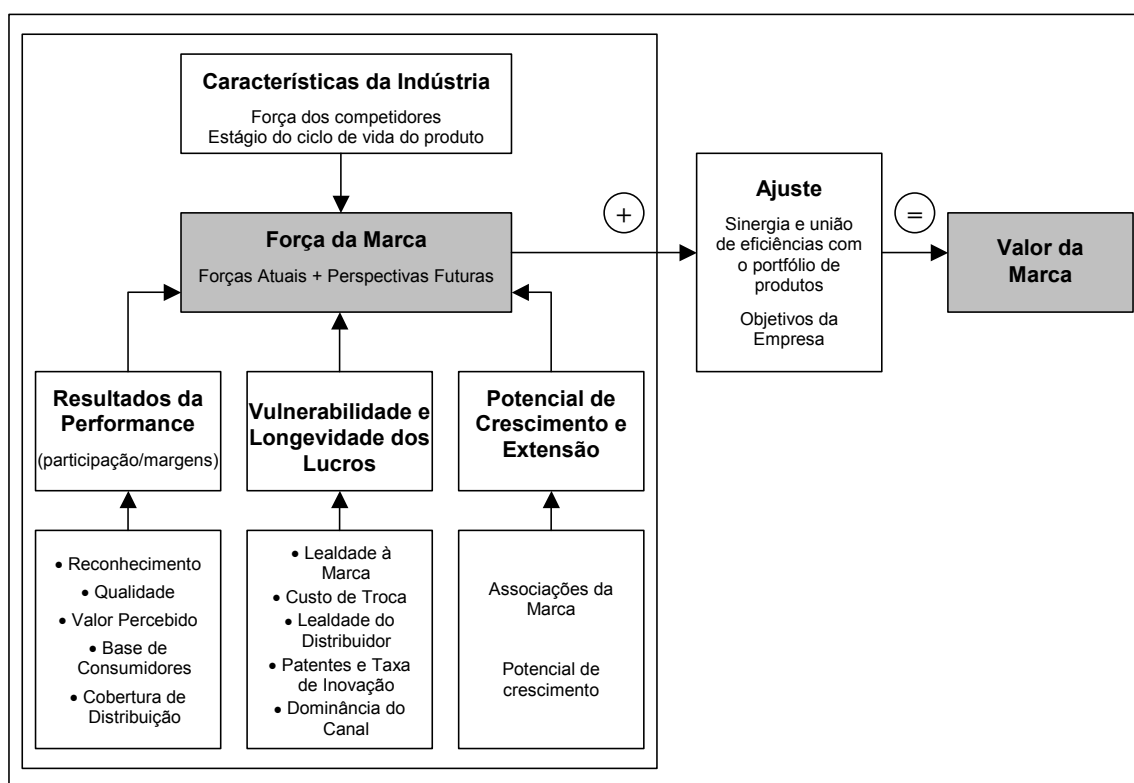 Características da Indústria
Força dos competidores
Estágio do ciclo de vida do produto
Força da Marca
Forças Atuais + Perspectivas Futuras
+
Ajuste
Sinergia e união
de eficiências com
o portfólio de
produtos
Objetivos da
Empresa
=
Valor da
Marca
Resultados da
Performance
(participação/margens)
Vulnerabilidade e
Longevidade dos
Lucros
Potencial de
Crescimento e
Extensão
• Reconhecimento
• Qualidade
• Valor Percebido
• Base de
Consumidores
• Cobertura de
Distribuição
• Lealdade à
Marca
• Custo de Troca
• Lealdade do
Distribuidor
• Patentes e Taxa
de Inovação
• Dominância do
Canal
Associações da
Marca
Potencial de
crescimento